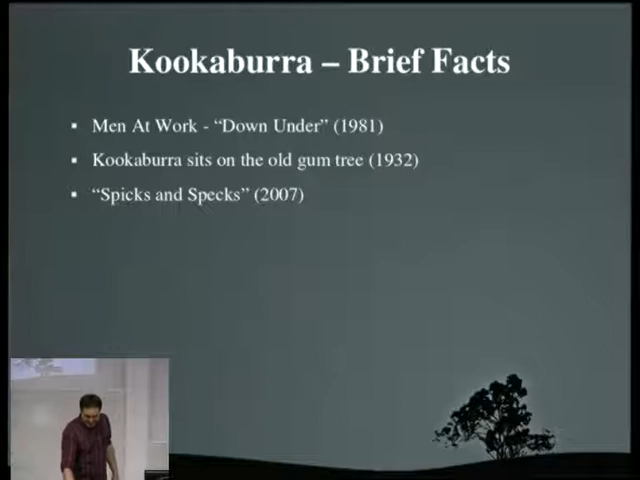 Kookaburra – Brief Facts
Men At Work - “Down Under” (1981)
Kookaburra sits on the old gum tree (1932)
“Spicks and Specks” (2007)